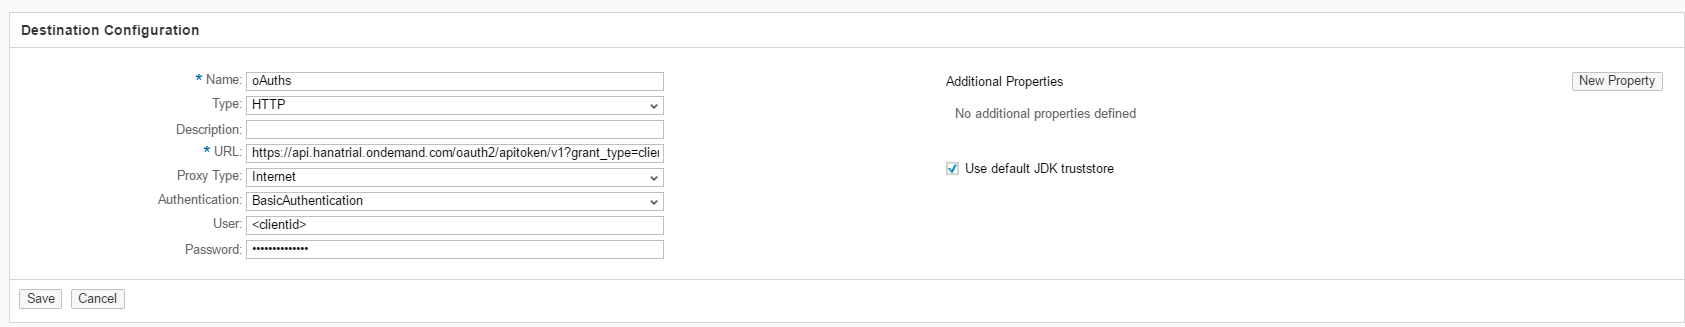 Destination Configuration
* Name: oAuths
Type: HTTP
Description:
* URL: https://api.hanatrial.ondemand.com/oauth2/apitoken/v1?grant_type=clie
Proxy Type: Internet
Authentication: BasicAuthentication
User: <clientid>
Password: ••••••••••••••
Additional Properties
New Property
No additional properties defined
Use default JDK truststore
Save
Cancel